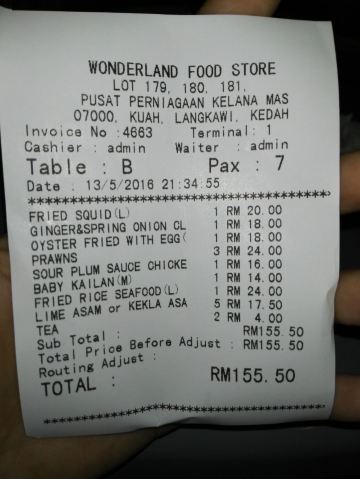 WONDERLAND FOOD STORE
LOT 179, 180, 181,
PUSAT PERNIAGAAN KELANA MAS
07000, KUAH, LANGKAWI, KEDAH
Invoice No :4663 Terminal: 1
Cashier : admin Waiter : admin
Table : B Pax : 7
Date : 13/5/2016 21:34:55
****************************************
FRIED SQUID(L) 1 RM 20.00
GINGER&SPRING ONION CL 1 RM 18.00
OYSTER FRIED WITH EGG( 1 RM 18.00
PRAWNS 3 RM 24.00
SOUR PLUM SAUCE CHICKE 1 RM 16.00
BABY KAILAN(M) 1 RM 14.00
FRIED RICE SEAFOOD(L) 1 RM 24.00
LIME ASAM or KEKLA ASA 5 RM 17.50
TEA 2 RM 4.00
Sub Total : RM155.50
Total Price Before Adjust : RM155.50
Routing Adjust :
TOTAL : RM155.50
****************************************